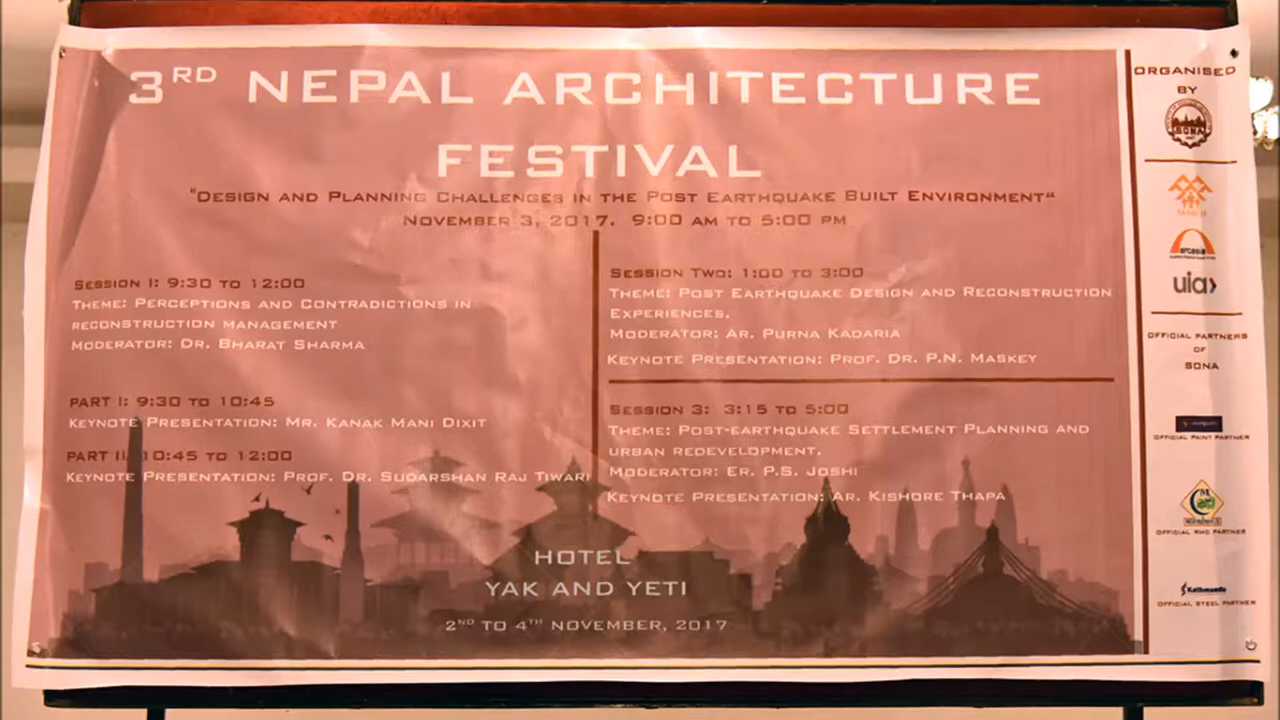 3RD NEPAL ARCHITECTURE
FESTIVAL
"DESIGN AND PLANNING CHALLENGES IN THE POST EARTHQUAKE BUILT ENVIRONMENT"
NOVEMBER 3, 2017. 9:00 AM TO 5:00 PM
SESSION I: 9:30 TO 12:00
THEME: PERCEPTIONS AND CONTRADICTIONS IN
RECONSTRUCTION MANAGEMENT
MODERATOR: DR. BHARAT SHARMA
PART I: 9:30 TO 10:45
KEYNOTE PRESENTATION: MR. KANAK MANI DIXIT
PART II: 10:45 TO 12:00
KEYNOTE PRESENTATION: PROF. DR. SUDARSHAN RAJ TIWARI
SESSION TWO: 1:00 TO 3:00
THEME: POST EARTHQUAKE DESIGN AND RECONSTRUCTION
EXPERIENCES.
MODERATOR: AR. PURNA KADARIA
KEYNOTE PRESENTATION: PROF. DR. P.N. MASKEY
SESSION 3: 3:15 TO 5:00
THEME: POST-EARTHQUAKE SETTLEMENT PLANNING AND
URBAN REDEVELOPMENT.
MODERATOR: ER. P.S. JOSHI
KEYNOTE PRESENTATION: AR. KISHORE THAPA
HOTEL
YAK AND YETI
2ND TO 4TH NOVEMBER, 2017
ORGANISED
BY
SONA
arcasia
uia
OFFICIAL PARTNERS
OF
SONA
OFFICIAL PAINT PARTNER
OFFICIAL RMC PARTNER
Kathmandu
OFFICIAL STEEL PARTNER